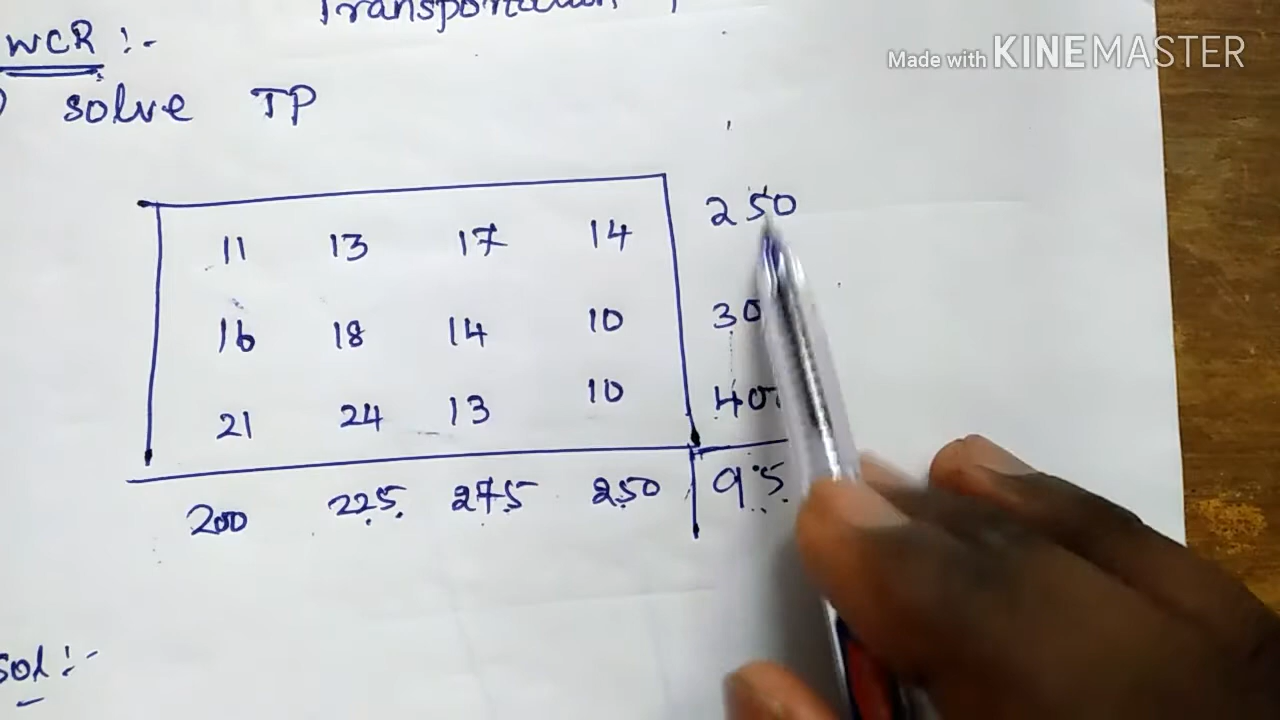 Made with KINEMASTER
WCR :-
solve TP
11 13 17 14 250
16 18 14 10
21 24 13 10
200 225 275 250
sol :-